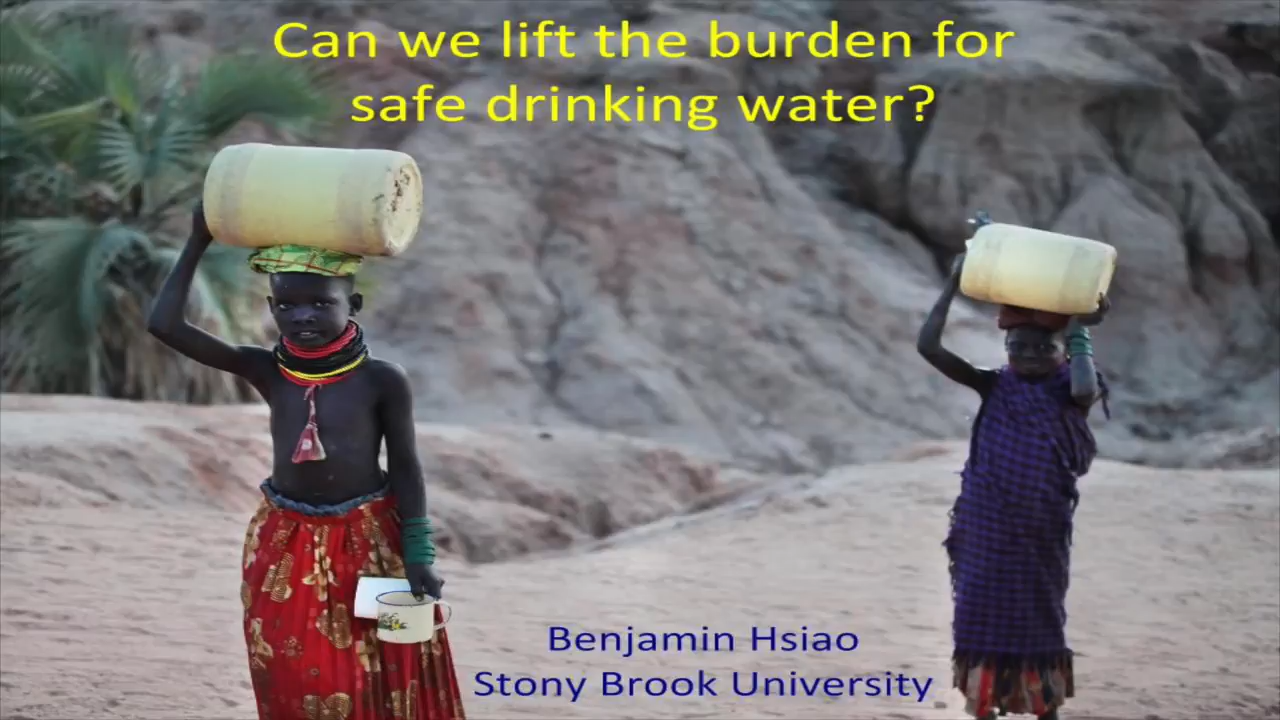 Can we lift the burden for
safe drinking water?
Benjamin Hsiao
Stony Brook University